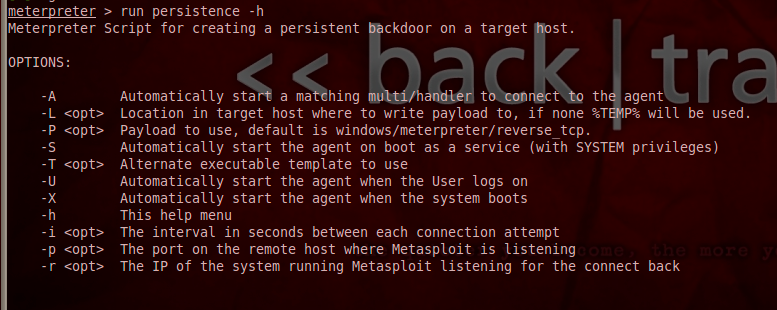 meterpreter > run persistence -h
Meterpreter Script for creating a persistent backdoor on a target host.
OPTIONS:
-A Automatically start a matching multi/handler to connect to the agent
-L <opt> Location in target host where to write payload to, if none %TEMP% will be used.
-P <opt> Payload to use, default is windows/meterpreter/reverse_tcp.
-S Automatically start the agent on boot as a service (with SYSTEM privileges)
-T <opt> Alternate executable template to use
-U Automatically start the agent when the User logs on
-X Automatically start the agent when the system boots
-h This help menu
-i <opt> The interval in seconds between each connection attempt
-p <opt> The port on the remote host where Metasploit is listening
-r <opt> The IP of the system running Metasploit listening for the connect back
<< back | tra
the more y